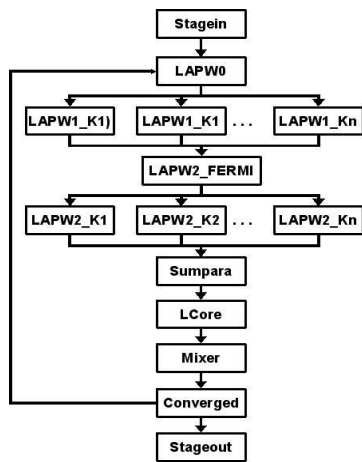 Stagein
LAPW0
LAPW1_K1) LAPW1_K1 ... LAPW1_Kn
LAPW2_FERMI
LAPW2_K1 LAPW2_K2 ... LAPW2_Kn
Sumpara
LCore
Mixer
Converged
Stageout